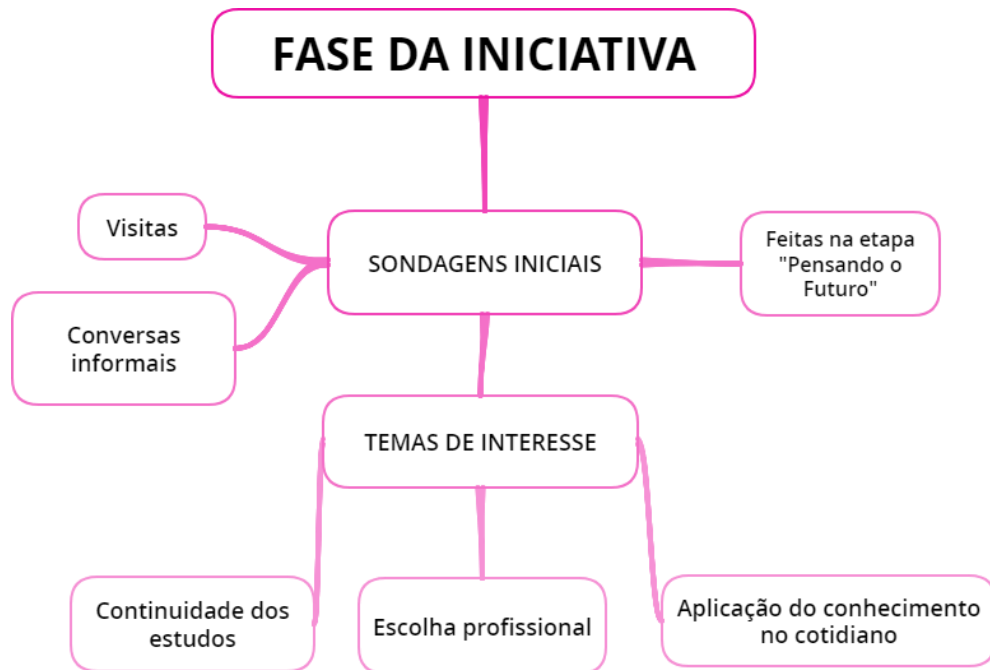 FASE DA INICIATIVA
Visitas
Conversas
informais
SONDAGENS INICIAIS
Feitas na etapa
"Pensando o
Futuro"
TEMAS DE INTERESSE
Continuidade dos
estudos
Escolha profissional
Aplicação do conhecimento
no cotidiano